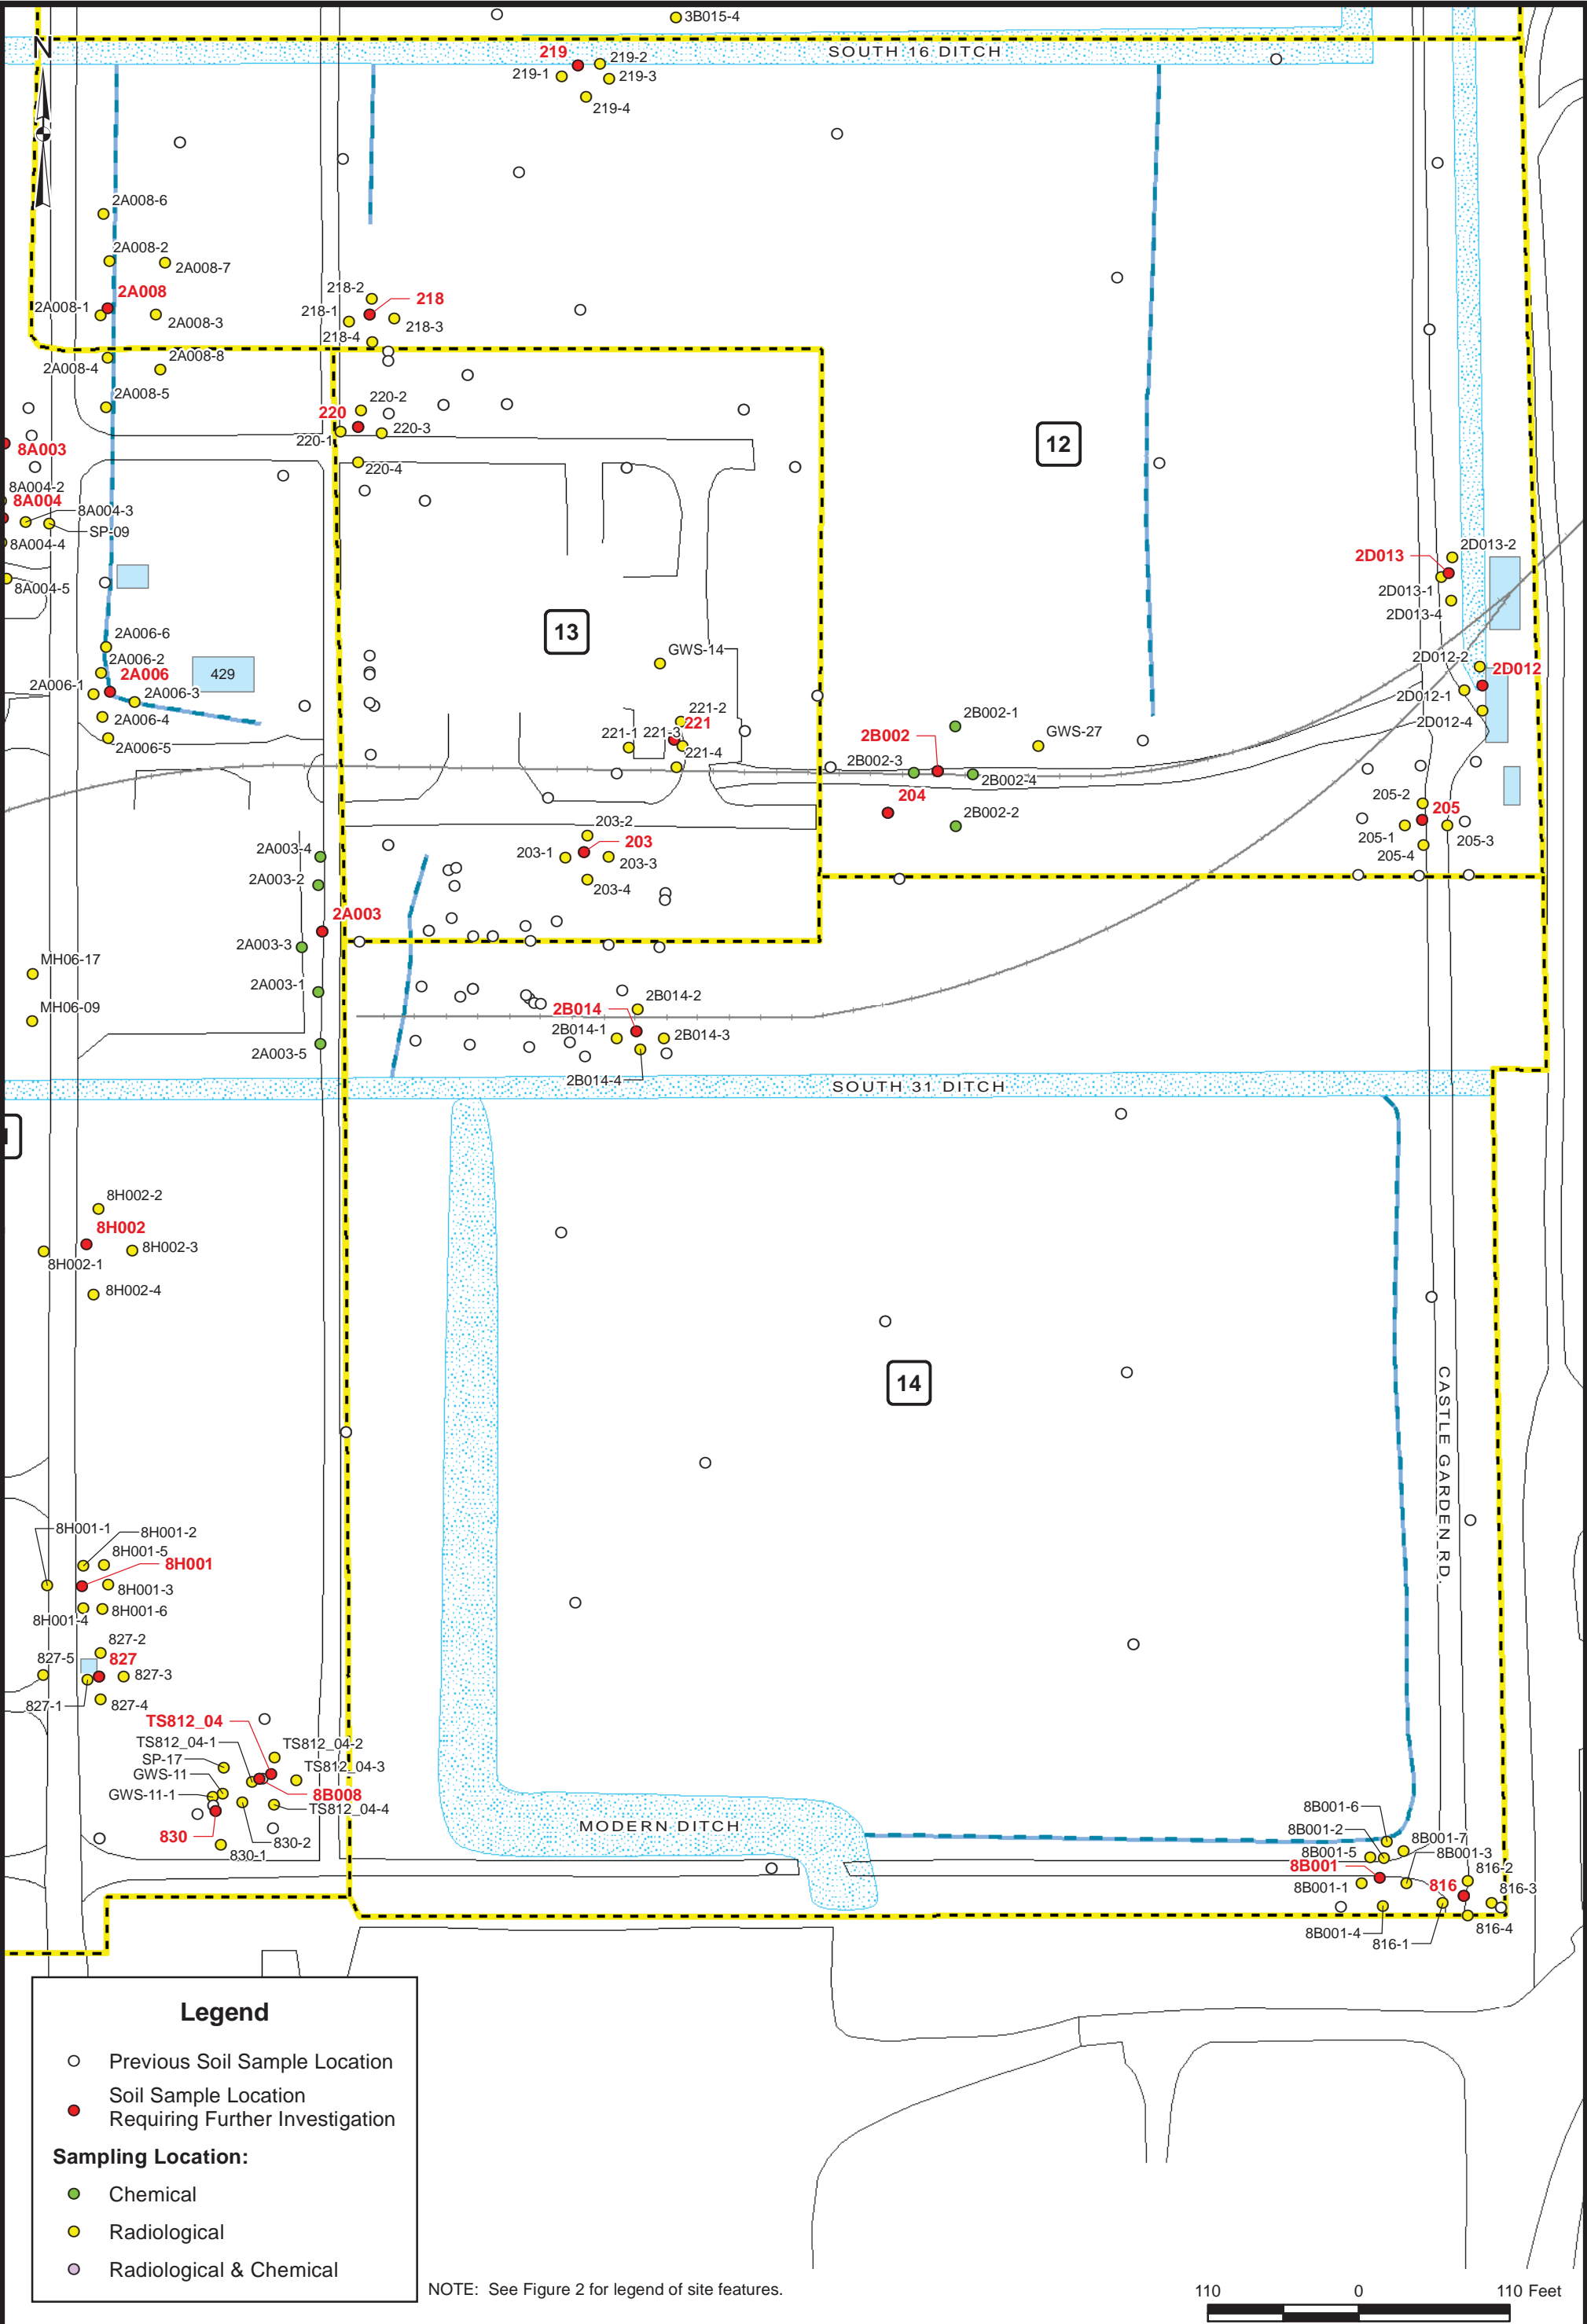 3B015-4
N
SOUTH 16 DITCH
219
219-2
219-1
219-3
219-4
2A008-6
2A008-2
2A008-7
2A008
2A008-1
2A008-3
218-2
218
218-1
218-3
218-4
2A008-8
2A008-4
2A008-5
220-2
220
220-3
220-1
220-4
12
8A003
8A004-2
8A004
8A004-3
SP-09
8A004-4
8A004-5
2D013-2
2D013
2D013-1
2D013-4
13
2A006-6
2A006-2
2A006
2A006-1
2A006-3
429
2A006-4
2A006-5
GWS-14
2D012-2
2D012
2D012-1
2D012-4
221-2
221
221-1
221-3
221-4
2B002-1
GWS-27
2B002
2B002-3
2B002-4
204
2B002-2
205-2
205
205-1
205-3
205-4
203-2
203
203-1
203-3
203-4
2A003-4
2A003-2
2A003
2A003-3
MH06-17
2A003-1
MH06-09
2A003-5
2B014-2
2B014
2B014-1
2B014-3
2B014-4
SOUTH 31 DITCH
8H002-2
8H002
8H002-3
8H002-1
8H002-4
14
CASTLE GARDEN RD.
8H001-1
8H001-2
8H001-5
8H001
8H001-3
8H001-4
8H001-6
827-2
827-5
827
827-3
827-1
827-4
TS812_04
TS812_04-1
TS812_04-2
SP-17
TS812_04-3
GWS-11
GWS-11-1
8B008
TS812_04-4
830
830-2
830-1
MODERN DITCH
8B001-6
8B001-2
8B001-7
8B001-5
8B001-3
8B001
816-2
8B001-1
816
816-3
8B001-4
816-1
816-4
Legend
Previous Soil Sample Location
Soil Sample Location
Requiring Further Investigation
Sampling Location:
Chemical
Radiological
Radiological & Chemical
NOTE: See Figure 2 for legend of site features.
110 0 110 Feet